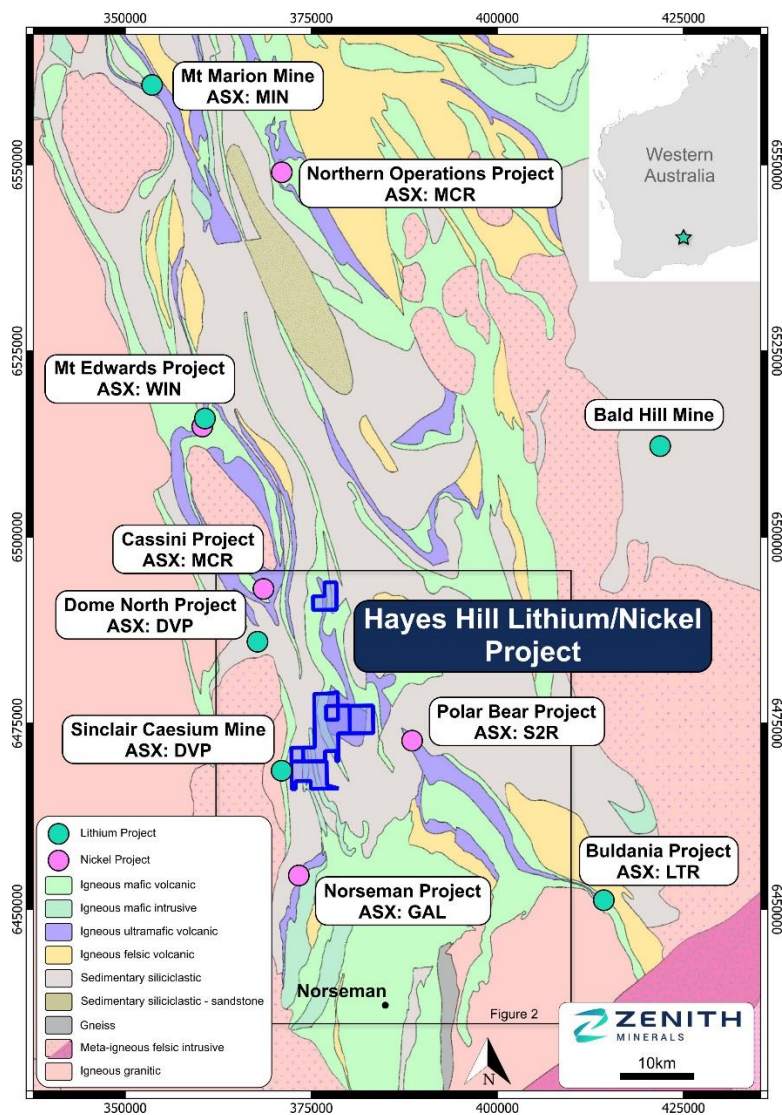 350000
375000
400000
425000
Mt Marion Mine
ASX: MIN
Western
Australia
6550000
6550000
Northern Operations Project
ASX: MCR
6525000
6525000
Mt Edwards Project
ASX: WIN
Bald Hill Mine
6500000
6500000
Cassini Project
ASX: MCR
Dome North Project
ASX: DVP
Hayes Hill Lithium/Nickel
Project
6475000
6475000
Sinclair Caesium Mine
ASX: DVP
Polar Bear Project
ASX: S2R
Lithium Project
Nickel Project
Igneous mafic volcanic
Igneous mafic intrusive
Igneous ultramafic volcanic
Igneous felsic volcanic
Sedimentary siliciclastic
Sedimentary siliciclastic - sandstone
Gneiss
Meta-igneous felsic intrusive
Igneous granitic
Buldania Project
ASX: LTR
Norseman Project
ASX: GAL
6450000
6450000
Norseman
Figure 2
N
ZENITH
MINERALS
10km
350000
375000
400000
425000